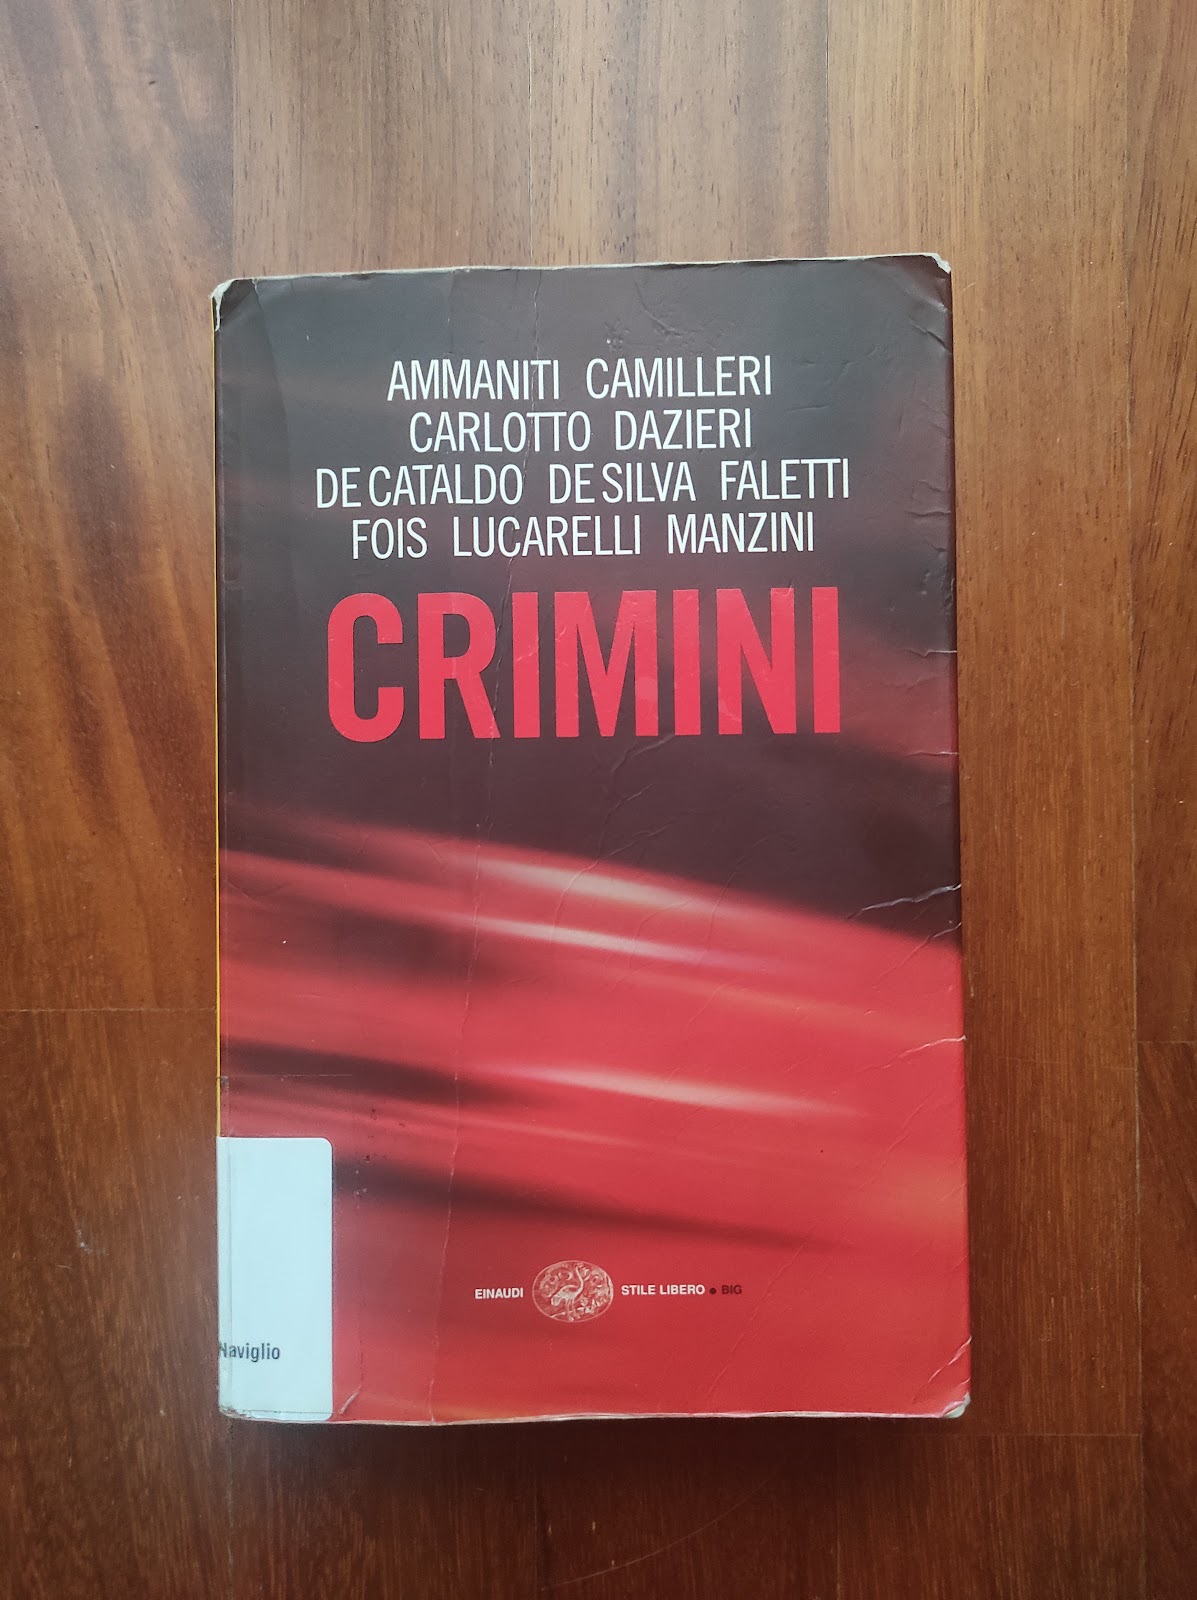 AMMANITI CAMILLERI
CARLOTTO DAZIERI
DE CATALDO DE SILVA FALETTI
FOIS LUCARELLI MANZINI
CRIMINI
EINAUDI STILE LIBERO • BIG
Naviglio